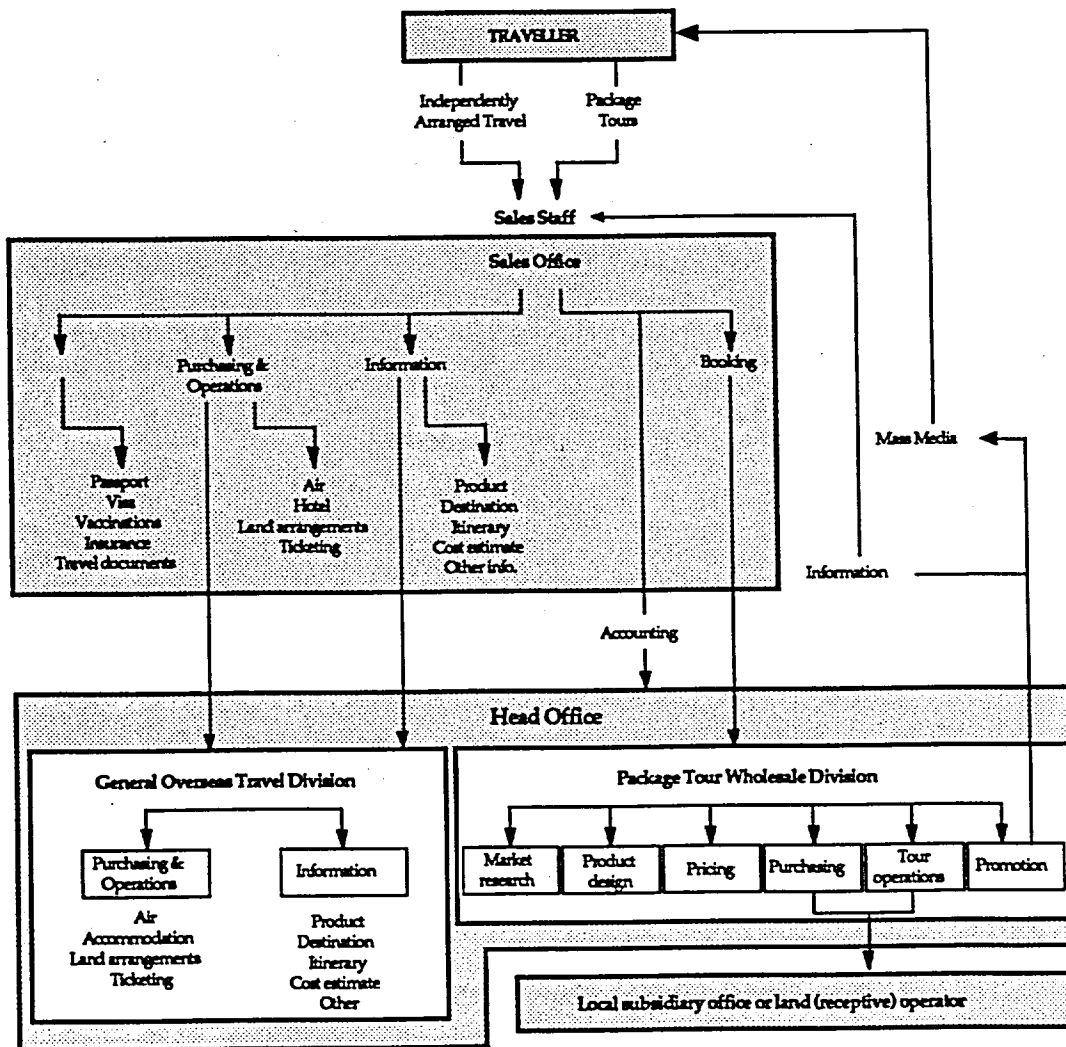 TRAVELLER
Independently
Arranged Travel
Package
Tours
Sales Staff
Sales Office
Purchasing &
Operations
Information
Booking
Passport
Visa
Vaccinations
Insurance
Travel documents
Air
Hotel
Land arrangements
Ticketing
Product
Destination
Itinerary
Cost estimate
Other info.
Mass Media
Information
Accounting
Head Office
General Overseas Travel Division
Purchasing &
Operations
Information
Air
Accommodation
Land arrangements
Ticketing
Product
Destination
Itinerary
Cost estimate
Other
Package Tour Wholesale Division
Market
research
Product
design
Pricing
Purchasing
Tour
operations
Promotion
Local subsidiary office or land (receptive) operator